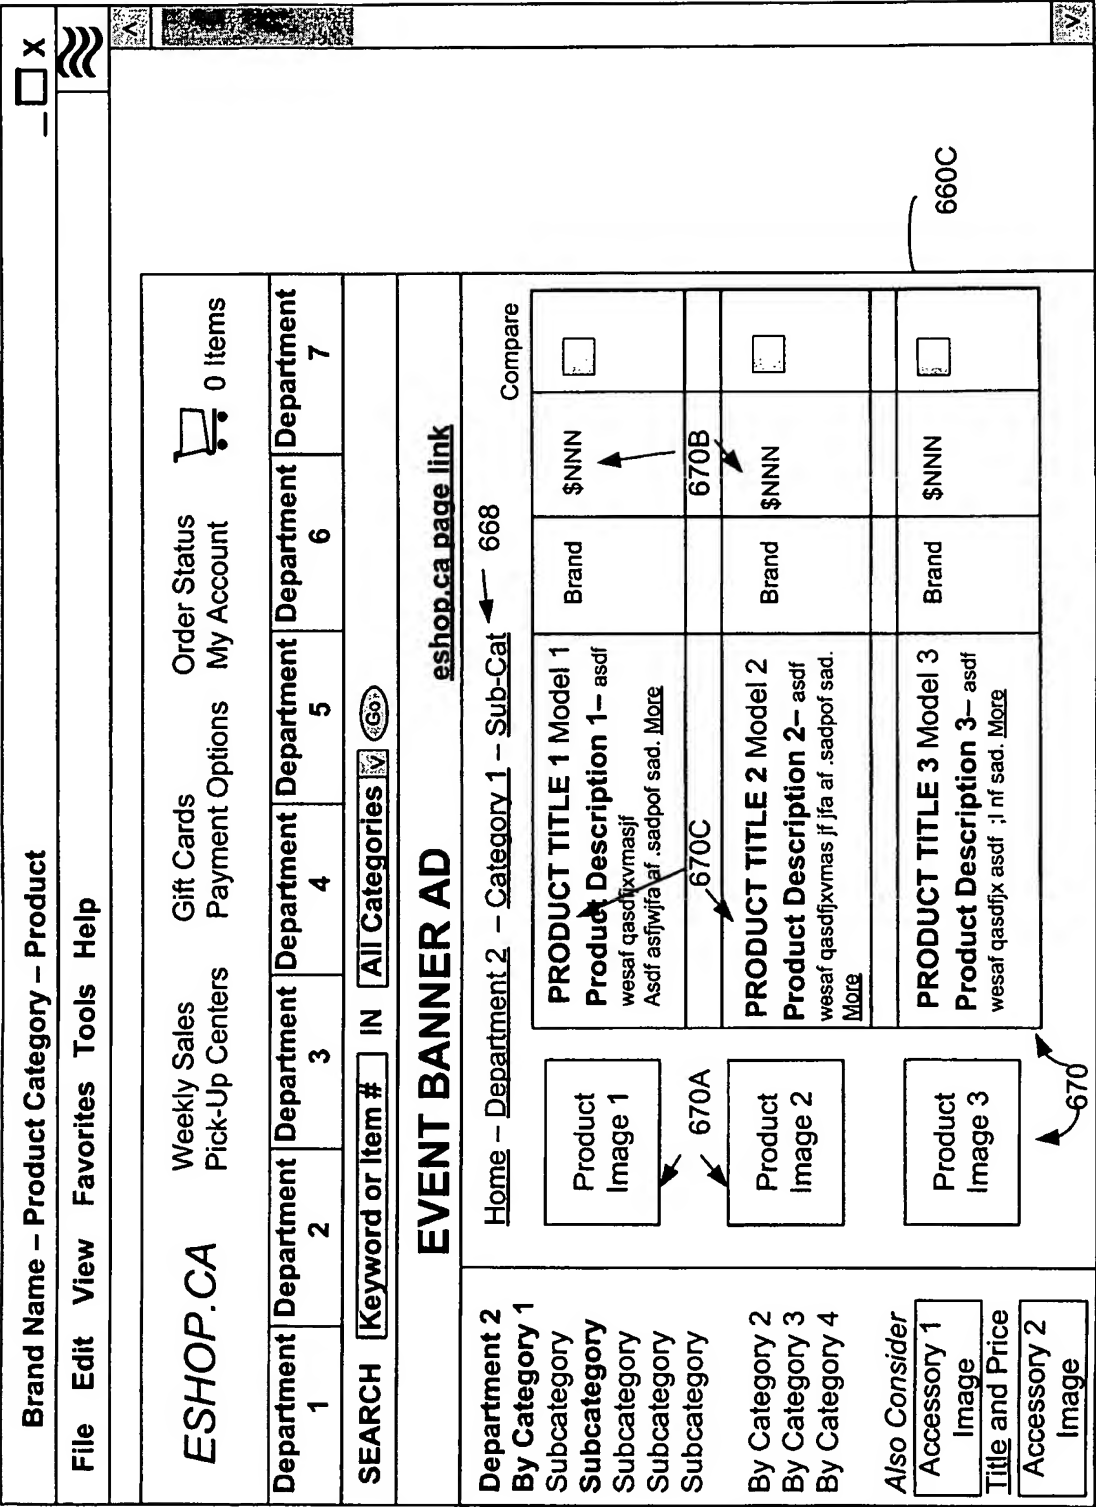 Brand Name – Product Category – Product
_ X
File Edit View Favorites Tools Help
ESHOP.CA
Weekly Sales Gift Cards Order Status
Pick-Up Centers Payment Options My Account 0 Items
Department Department Department Department Department Department Department
1 2 3 4 5 6 7
SEARCH Keyword or Item # IN All Categories v Go
EVENT BANNER AD
eshop.ca page link
Department 2
By Category 1
Subcategory
Subcategory
Subcategory
Subcategory
Subcategory
By Category 2
By Category 3
By Category 4
Also Consider
Accessory 1
Image
Title and Price
Accessory 2
Image
Home – Department 2 – Category 1 – Sub-Cat 668
Compare
Product
Image 1
PRODUCT TITLE 1 Model 1
Product Description 1– asdf
wesaf qasdfjxvmasjf
Asdf asfjwjfa af .sadpof sad. More
Brand
$NNN
670A
670C
670B
Product
Image 2
PRODUCT TITLE 2 Model 2
Product Description 2– asdf
wesaf qasdfjxvmas jf jfa af .sadpof sad.
More
Brand
$NNN
Product
Image 3
PRODUCT TITLE 3 Model 3
Product Description 3– asdf
wesaf qasdfjx asdf ;l nf sad. More
Brand
$NNN
670
660C